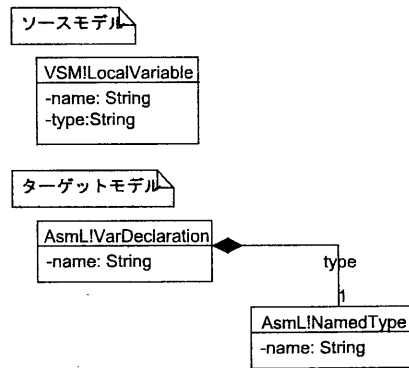 ソースモデル
VSM!LocalVariable
-name: String
-type:String
ターゲットモデル
AsmL!VarDeclaration
-name: String
type
1
AsmL!NamedType
-name: String